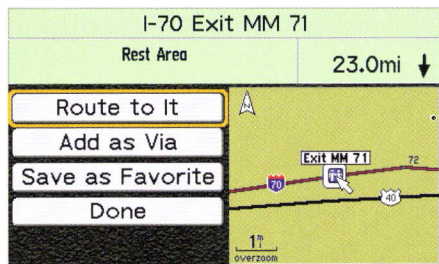 I-70 Exit MM 71
Rest Area
23.0mi
Route to It
Add as Via
Save as Favorite
Done
N
Exit MM 71
72
70
40
1m
overzoom